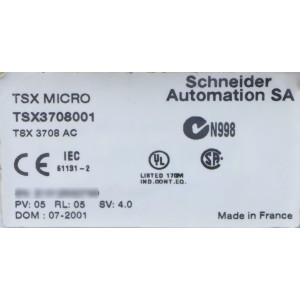 Schneider
Automation SA
TSX MICRO
TSX3708001
TSX 3708 AC
N998
CE
IEC
61131-2
UL
LISTED 170M
IND.CONT.EQ.
PV: 05 RL: 05 SV: 4.0
DOM : 07-2001
Made in France